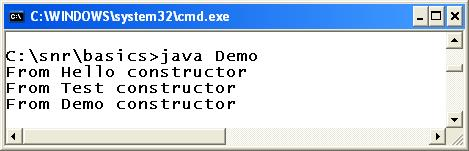 C:\WINDOWS\system32\cmd.exe
C:\snr\basics>java Demo
From Hello constructor
From Test constructor
From Demo constructor